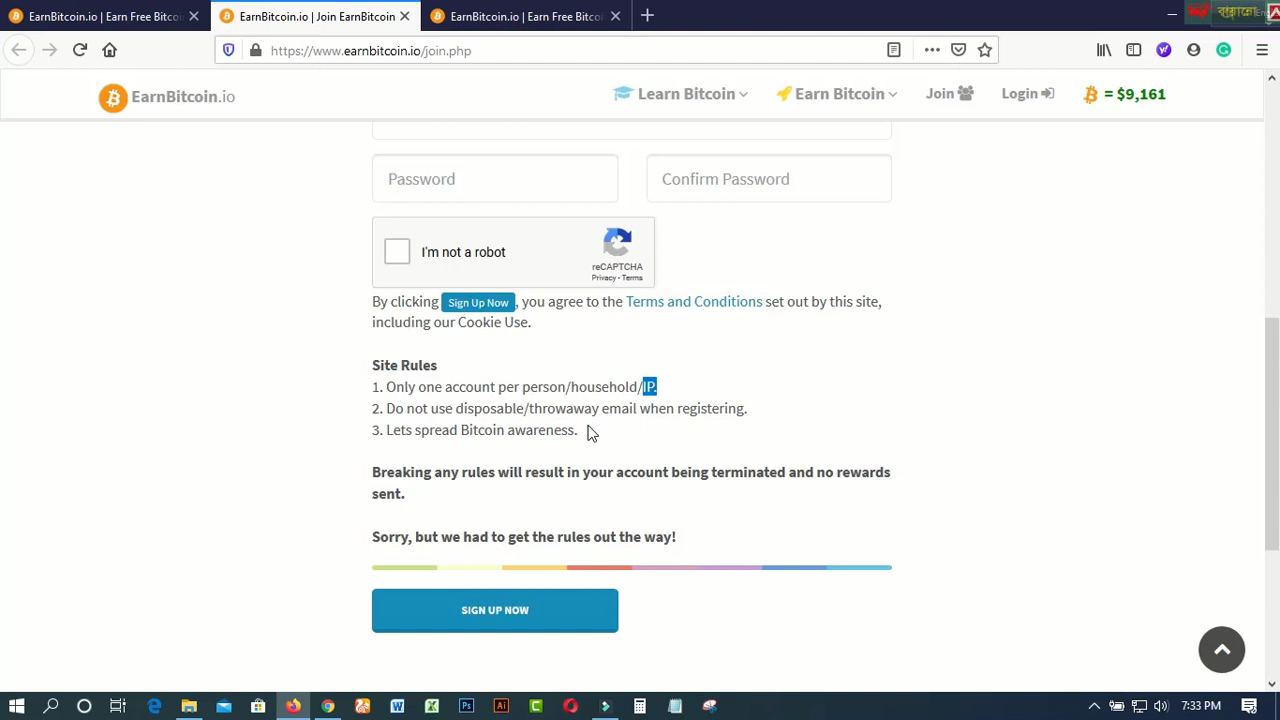 EarnBitcoin.io | Earn Free Bitcoi
EarnBitcoin.io | Join EarnBitcoin
EarnBitcoin.io | Earn Free Bitcoi
https://www.earnbitcoin.io/join.php
EarnBitcoin.io
Learn Bitcoin
Earn Bitcoin
Join
Login
= $9,161
Password
Confirm Password
I'm not a robot
reCAPTCHA
Privacy - Terms
By clicking Sign Up Now, you agree to the Terms and Conditions set out by this site,
including our Cookie Use.
Site Rules
1. Only one account per person/household/IP.
2. Do not use disposable/throwaway email when registering.
3. Lets spread Bitcoin awareness.
Breaking any rules will result in your account being terminated and no rewards
sent.
Sorry, but we had to get the rules out the way!
SIGN UP NOW
7:33 PM